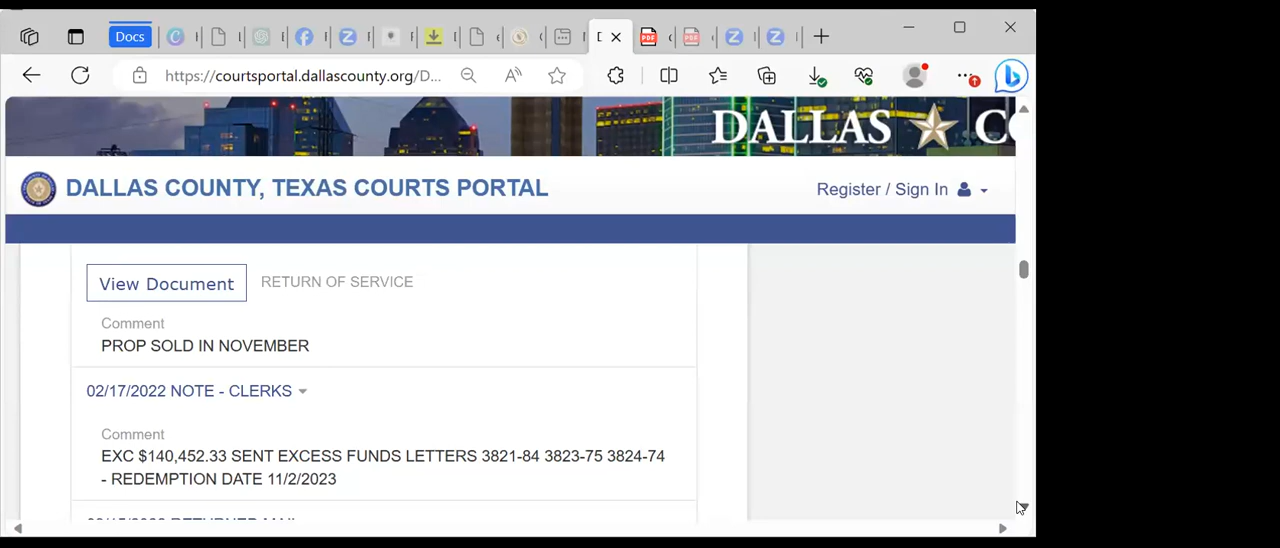 Docs
https://courtsportal.dallascounty.org/D...
DALLAS
DALLAS COUNTY, TEXAS COURTS PORTAL
Register / Sign In
View Document
RETURN OF SERVICE
Comment
PROP SOLD IN NOVEMBER
02/17/2022 NOTE - CLERKS
Comment
EXC $140,452.33 SENT EXCESS FUNDS LETTERS 3821-84 3823-75 3824-74
- REDEMPTION DATE 11/2/2023